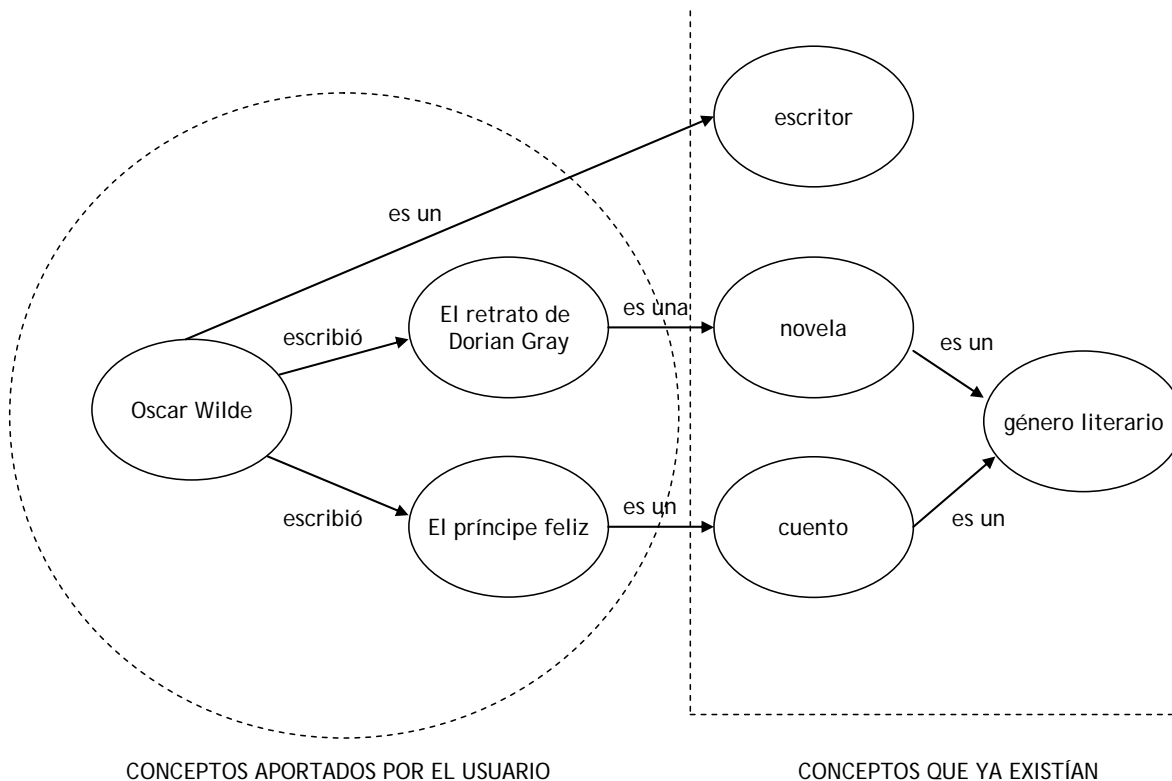 escritor
es un
El retrato de
Dorian Gray
es una
novela
escribió
es un
Oscar Wilde
género literario
escribió
El príncipe feliz
es un
cuento
es un
CONCEPTOS APORTADOS POR EL USUARIO
CONCEPTOS QUE YA EXISTÍAN